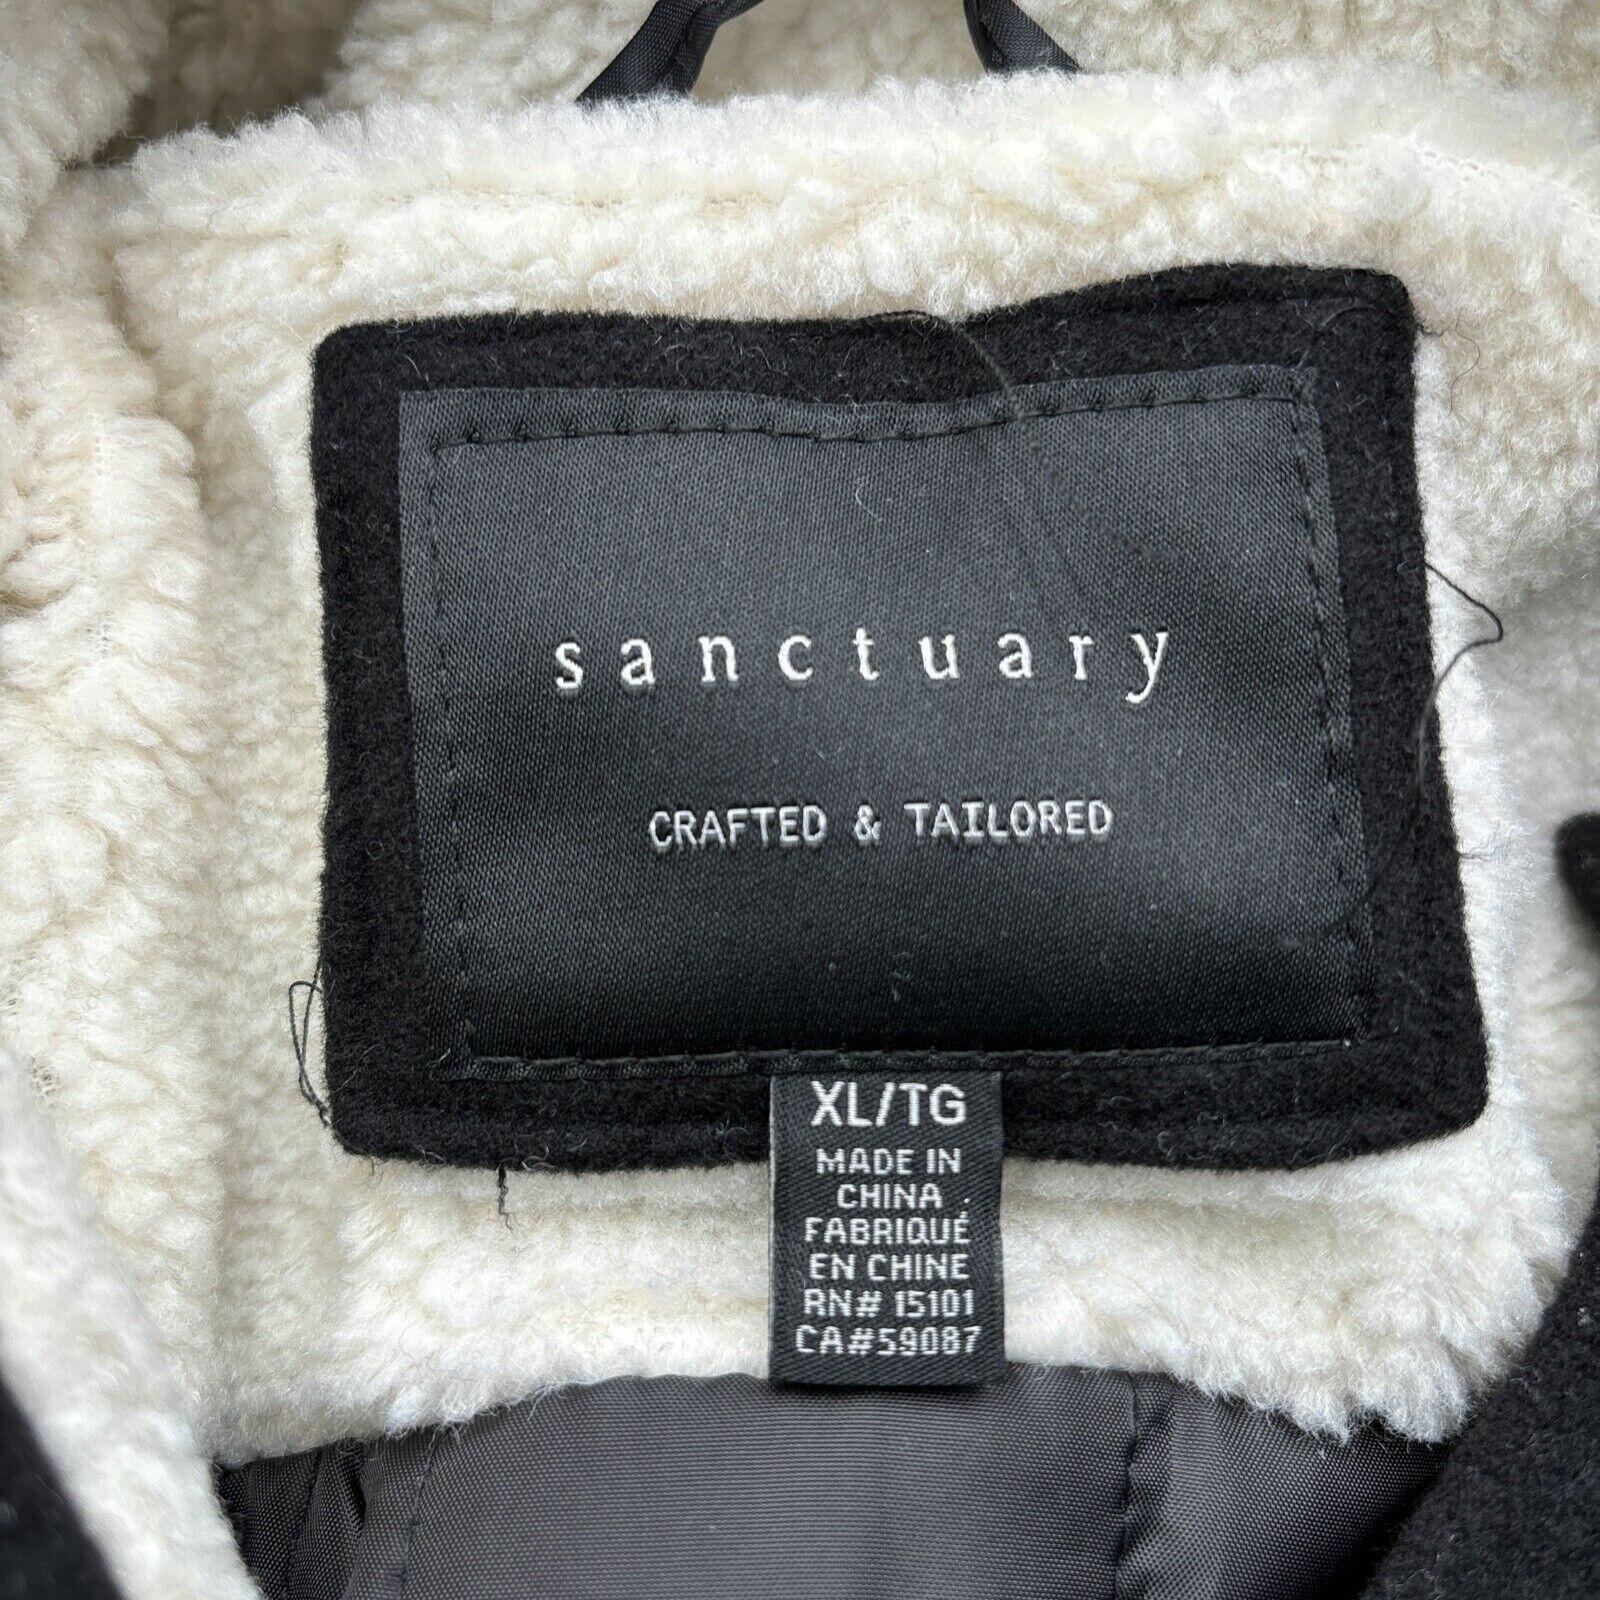 sanctuary
CRAFTED & TAILORED
XL/TG
MADE IN
CHINA
FABRIQUÉ
EN CHINE
RN# 15101
CA#59087